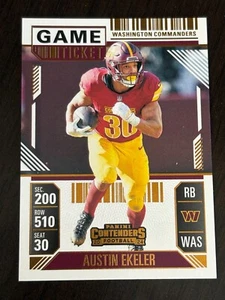 GAME
TICKET
WASHINGTON COMMANDERS
30
SEC.
200
ROW
510
SEAT
30
RB
W
WAS
PANINI
CONTENDERS
FOOTBALL
AUSTIN EKELER